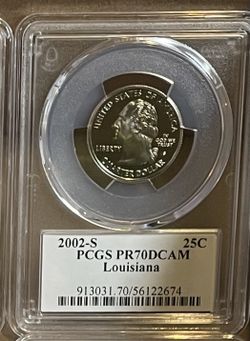 UNITED STATES OF AMERICA
LIBERTY
IN
GOD WE
TRUST
QUARTER DOLLAR
2002-S 25C
PCGS PR70DCAM
Louisiana
913031.70/56122674